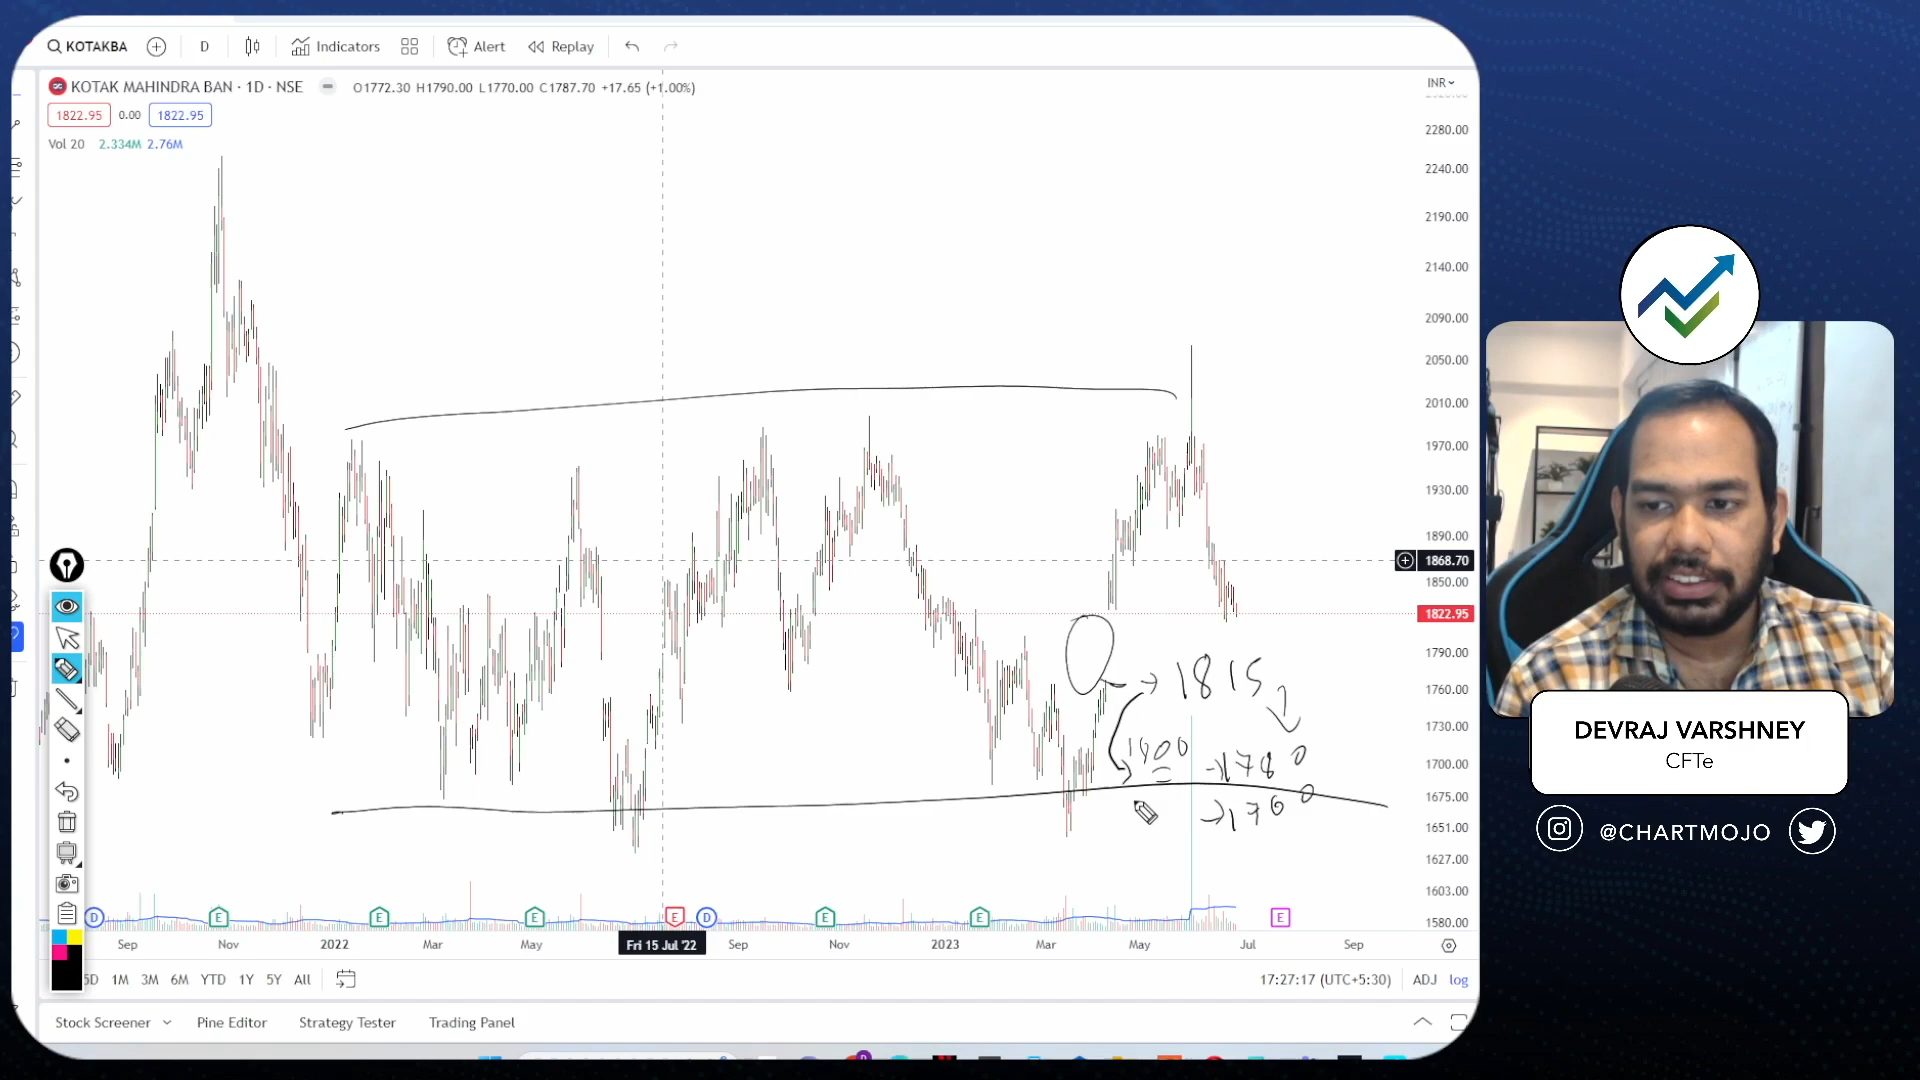 KOTAKBA D Indicators Alert Replay
KOTAK MAHINDRA BAN · 1D · NSE O1772.30 H1790.00 L1770.00 C1787.70 +17.65 (+1.00%)
INR
1822.95 0.00 1822.95
Vol 20 2.334M 2.76M
2280.00
2240.00
2190.00
2140.00
2090.00
2050.00
2010.00
1970.00
1930.00
1890.00
1868.70
1850.00
1822.95
1790.00
1760.00
1730.00
1700.00
1675.00
1651.00
1627.00
1603.00
1580.00
1815
1780
1760
D E E E E D E E E
Sep Nov 2022 Mar May Fri 15 Jul '22 Sep Nov 2023 Mar May Jul Sep
5D 1M 3M 6M YTD 1Y 5Y All 17:27:17 (UTC+5:30) ADJ log
Stock Screener Pine Editor Strategy Tester Trading Panel
DEVRAJ VARSHNEY
CFTe
@CHARTMOJO